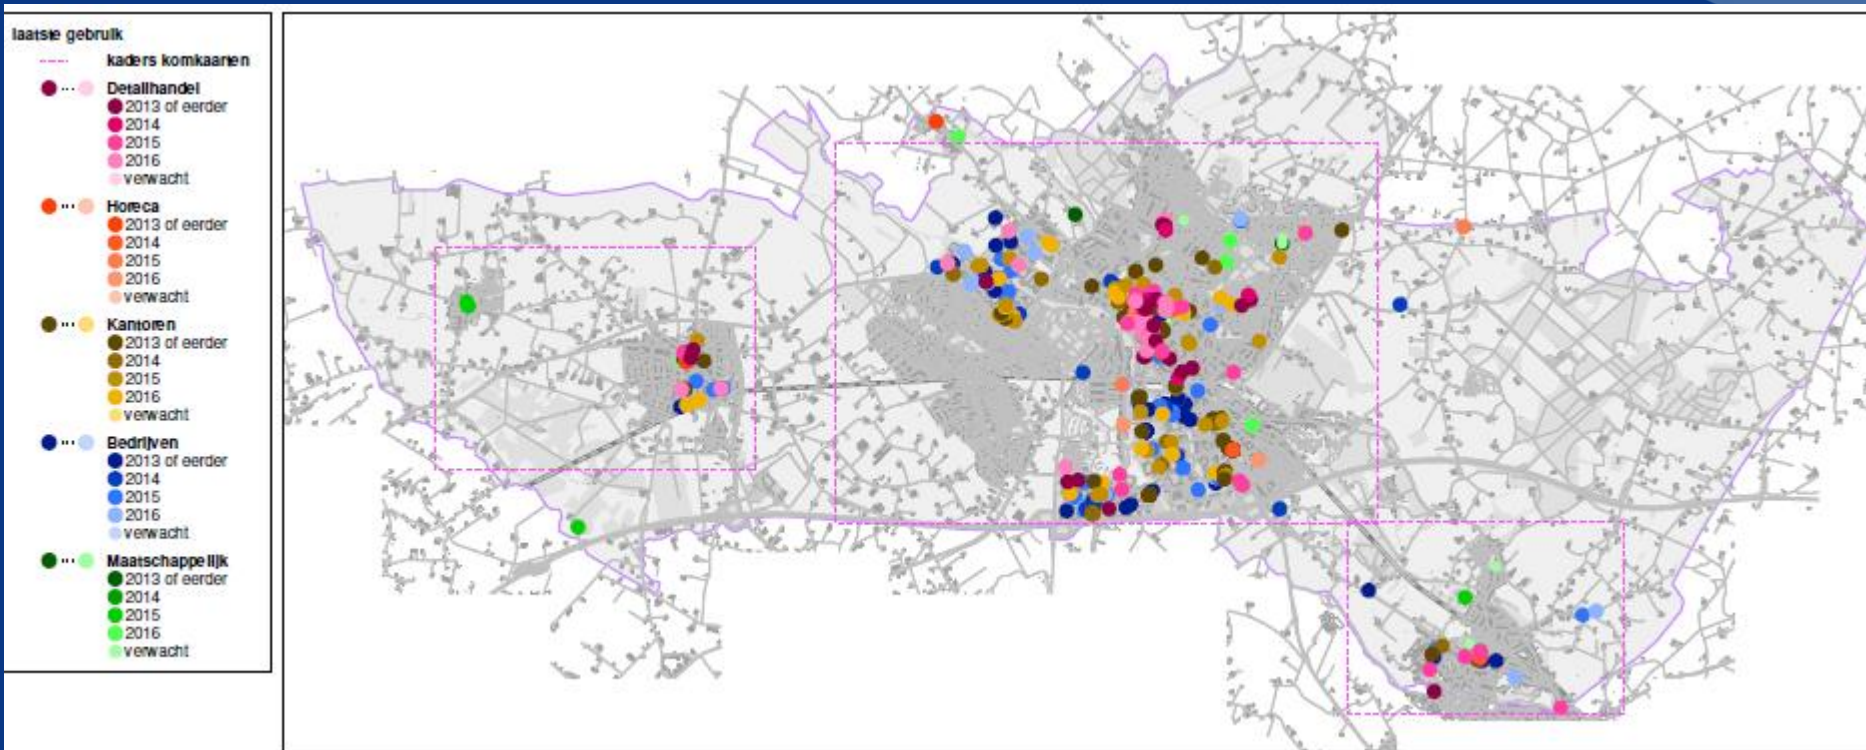 laatste gebruik
kaders komkaarten
Detailhandel
2013 of eerder
2014
2015
2016
verwacht
Horeca
2013 of eerder
2014
2015
2016
verwacht
Kantoren
2013 of eerder
2014
2015
2016
verwacht
Bedrijven
2013 of eerder
2014
2015
2016
verwacht
Maatschappelijk
2013 of eerder
2014
2015
2016
verwacht